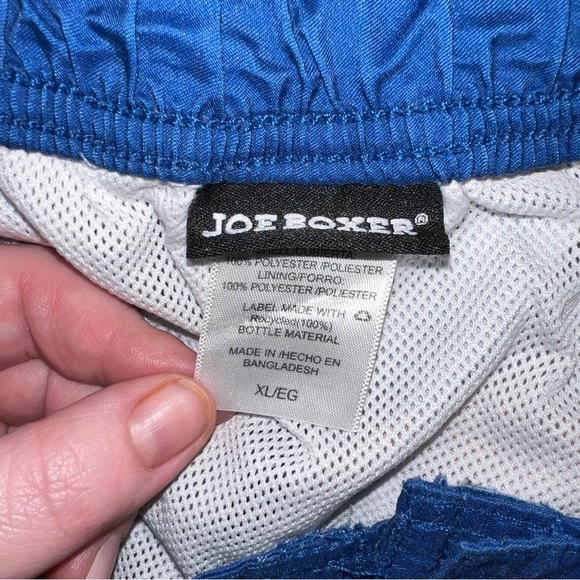 JOE BOXER®
100% POLYESTER /POLIESTER
LINING/FORRO:
100% POLYESTER /POLIESTER
LABEL MADE WITH
Recycled(100%)
BOTTLE MATERIAL
MADE IN /HECHO EN
BANGLADESH
XL/EG